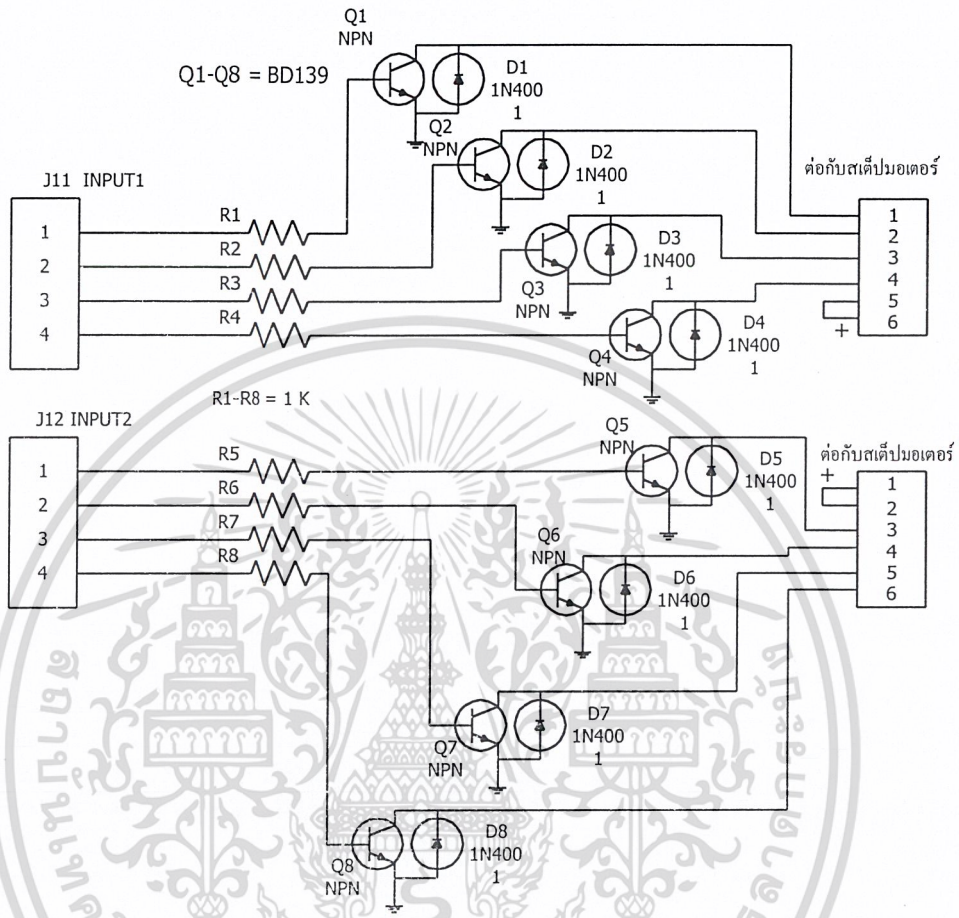 Q1
NPN
Q1-Q8 = BD139
D1
1N400
1
Q2
NPN
D2
1N400
1
J11 INPUT1
ต่อกับสเต็ปมอเตอร์
1
2
3
4
R1
R2
R3
R4
D3
1N400
1
Q3
NPN
1
2
3
4
5
6
+
D4
1N400
1
Q4
NPN
R1-R8 = 1 K
J12 INPUT2
Q5
NPN
D5
1N400
1
ต่อกับสเต็ปมอเตอร์
+
1
2
3
4
5
6
1
2
3
4
R5
R6
R7
R8
Q6
NPN
D6
1N400
1
D7
1N400
1
Q7
NPN
D8
1N400
1
Q8
NPN